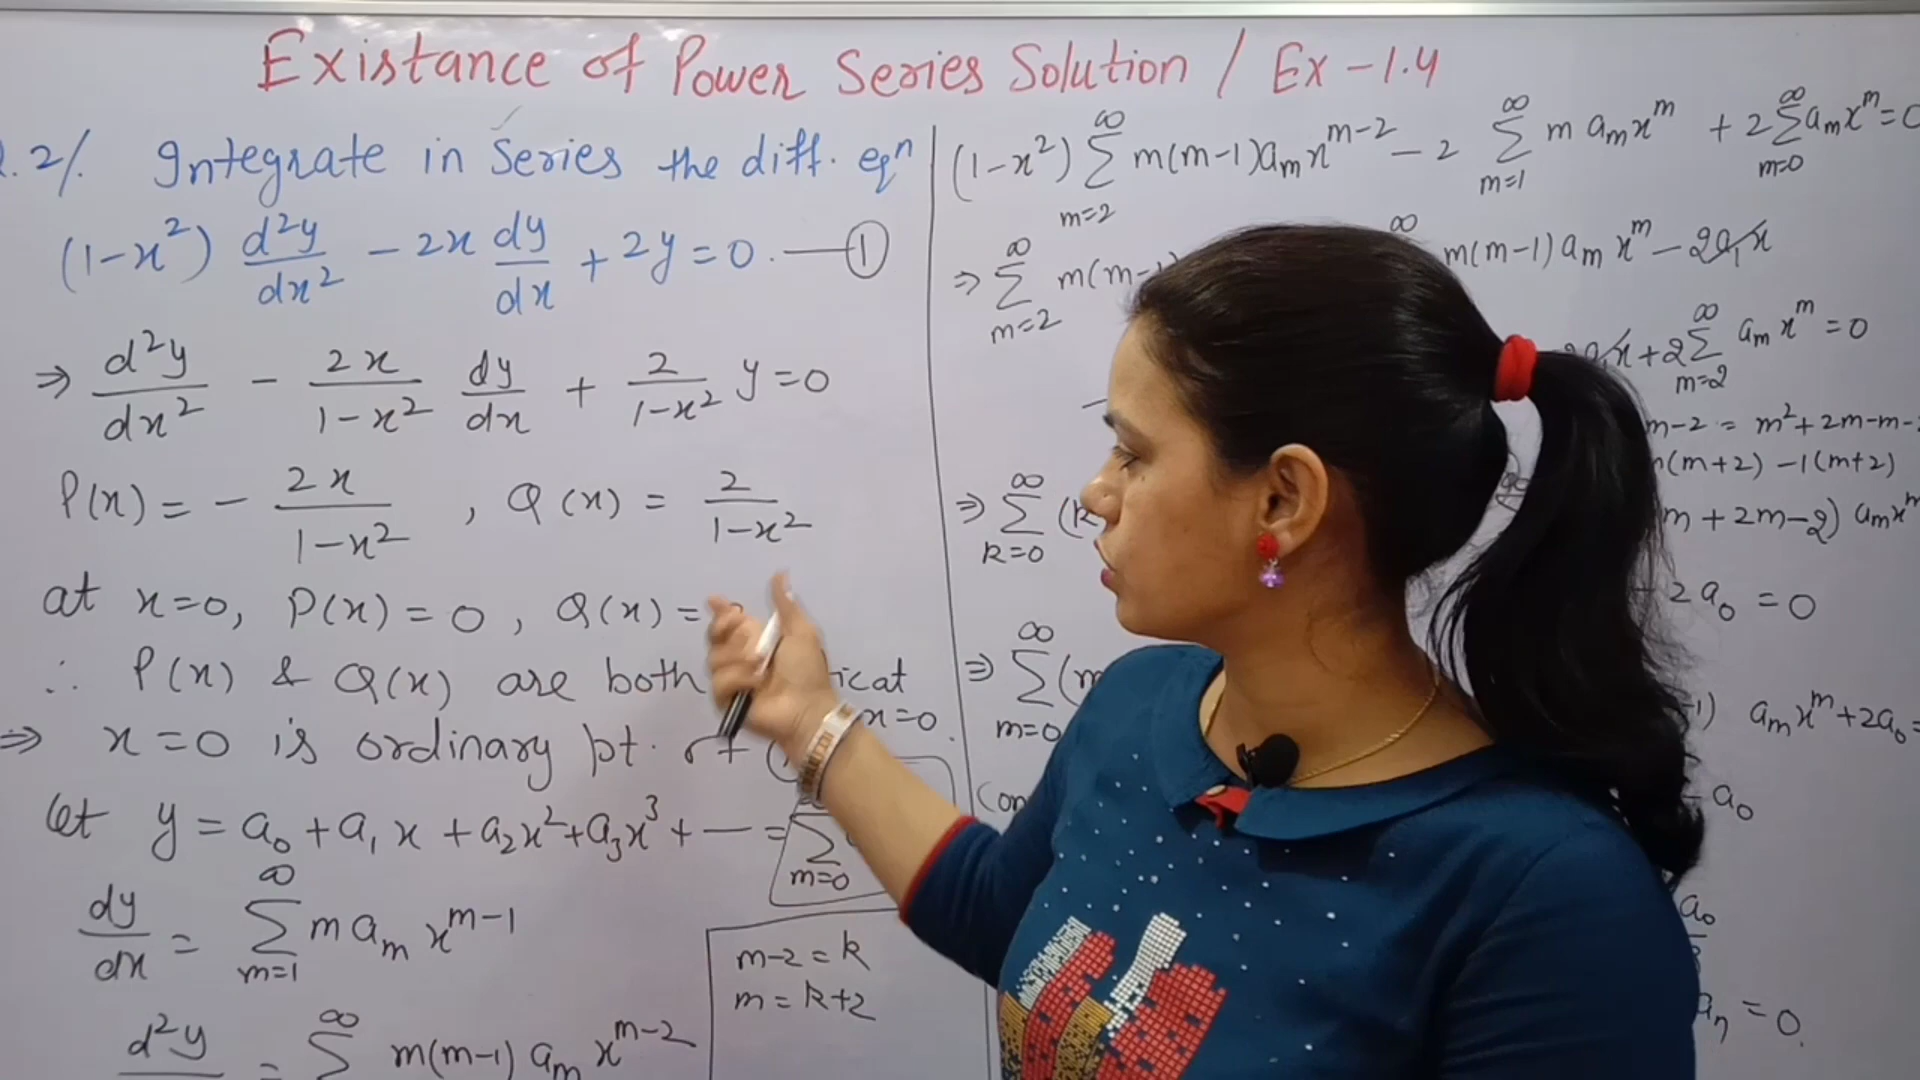 Existance of Power Series Solution / Ex-1.4
2/. Integrate in Series the diff. eqⁿ
(1-x²) d²y/dx² - 2x dy/dx + 2y = 0. —①
⇒ d²y/dx² - 2x/(1-x²) dy/dx + 2/(1-x²) y = 0
P(x) = - 2x/(1-x²) , Q(x) = 2/(1-x²)
at x=0, P(x) = 0, Q(x) =
∴ P(x) & Q(x) are both
x=0.
⇒ x=0 is ordinary pt. of
let y = a₀ + a₁x + a₂x² + a₃x³ + — = ∑ m=0
dy/dx = ∞∑m=1 m aₘ x^(m-1)
d²y = ∞∑ m(m-1) aₘ x^(m-2)
m-2 = k
m = k+2
(1-x²) ∞∑m=2 m(m-1)aₘx^(m-2) - 2 ∞∑m=1 m aₘx^m + 2 ∞∑m=0 aₘx^m = 0
⇒ ∞∑m=2 m(m-1 ∞ m(m-1) aₘ x^m - 2a₁x
x + 2 ∞∑m=2 aₘ x^m = 0
m-2 = m²+2m-m-
(m+2) -1(m+2)
⇒ ∞∑k=0 (k m + 2m-2) aₘx^m
2a₀ = 0
⇒ ∞∑m=0 (m -1) aₘx^m + 2a₀ =
a₀
a₀
aₙ = 0.